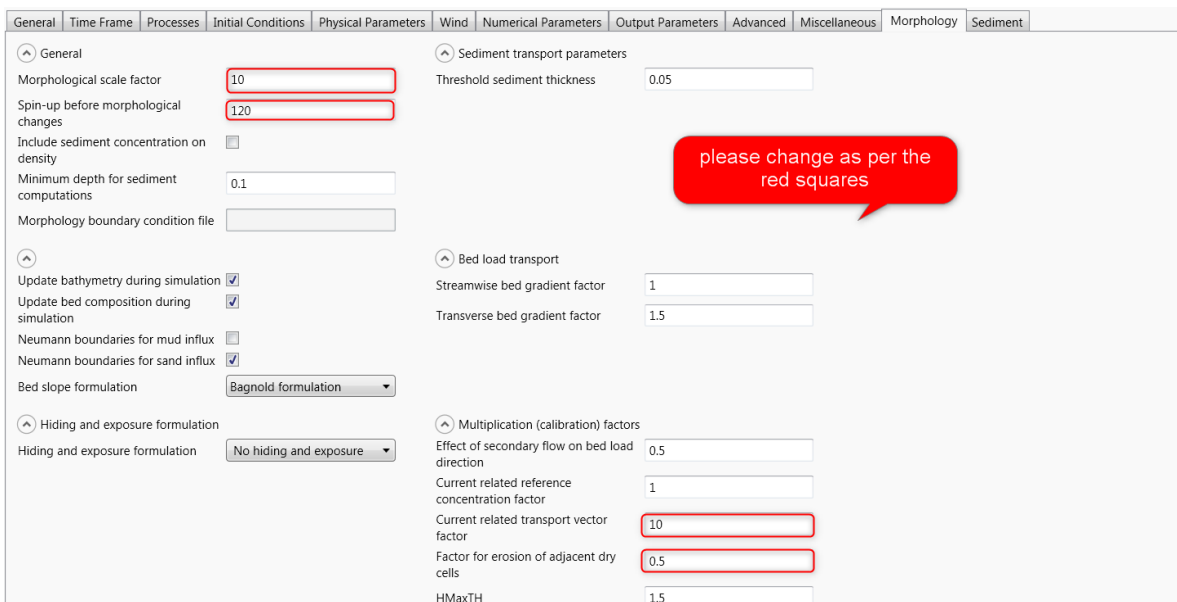 General Time Frame Processes Initial Conditions Physical Parameters Wind Numerical Parameters Output Parameters Advanced Miscellaneous Morphology Sediment
General
Morphological scale factor 10
Spin-up before morphological
changes 120
Include sediment concentration on
density
Minimum depth for sediment
computations 0.1
Morphology boundary condition file
Sediment transport parameters
Threshold sediment thickness 0.05
please change as per the
red squares
Update bathymetry during simulation
Update bed composition during
simulation
Neumann boundaries for mud influx
Neumann boundaries for sand influx
Bed slope formulation Bagnold formulation
Bed load transport
Streamwise bed gradient factor 1
Transverse bed gradient factor 1.5
Hiding and exposure formulation
Hiding and exposure formulation No hiding and exposure
Multiplication (calibration) factors
Effect of secondary flow on bed load
direction 0.5
Current related reference
concentration factor 1
Current related transport vector
factor 10
Factor for erosion of adjacent dry
cells 0.5
HMaxTH 1.5